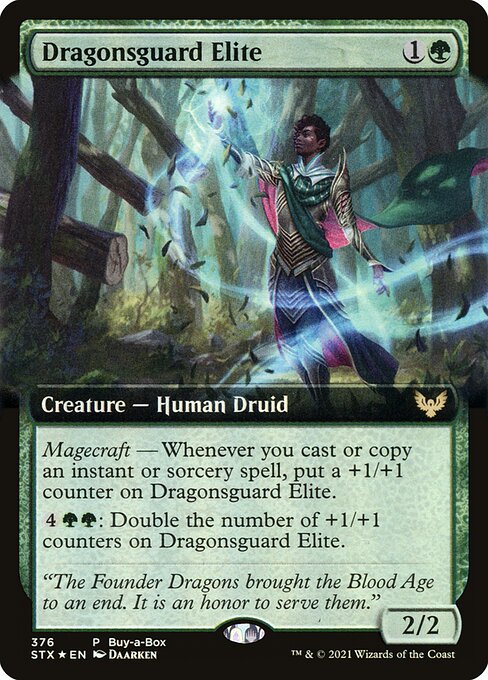 Dragonsguard Elite 1
Creature — Human Druid
Magecraft — Whenever you cast or copy
an instant or sorcery spell, put a +1/+1
counter on Dragonsguard Elite.
4 : Double the number of +1/+1
counters on Dragonsguard Elite.
“The Founder Dragons brought the Blood Age
to an end. It is an honor to serve them.”
2/2
376 P Buy-a-Box
STX ★ EN DAARKEN
™ & © 2021 Wizards of the Coast